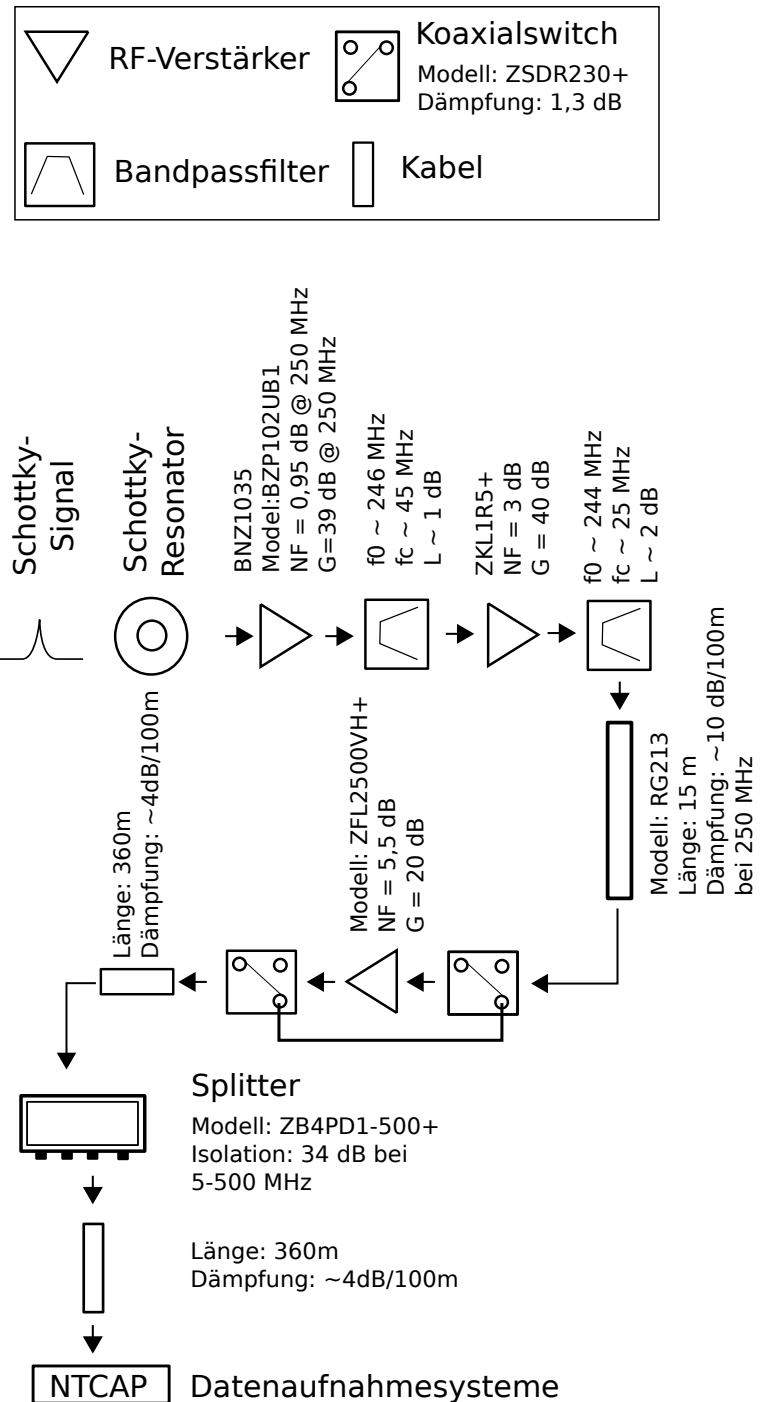 RF-Verstärker
Koaxialswitch
Modell: ZSDR230+
Dämpfung: 1,3 dB
Bandpassfilter
Kabel
Schottky-
Signal
Schottky-
Resonator
BNZ1035
Model:BZP102UB1
NF = 0,95 dB @ 250 MHz
G=39 dB @ 250 MHz
f0 ~ 246 MHz
fc ~ 45 MHz
L ~ 1 dB
ZKL1R5+
NF = 3 dB
G = 40 dB
f0 ~ 244 MHz
fc ~ 25 MHz
L ~ 2 dB
Modell: RG213
Länge: 15 m
Dämpfung: ~10 dB/100m
bei 250 MHz
Modell: ZFL2500VH+
NF = 5,5 dB
G = 20 dB
Länge: 360m
Dämpfung: ~4dB/100m
Splitter
Modell: ZB4PD1-500+
Isolation: 34 dB bei
5-500 MHz
Länge: 360m
Dämpfung: ~4dB/100m
NTCAP
Datenaufnahmesysteme